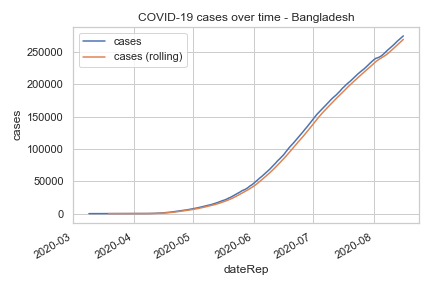 COVID-19 cases over time - Bangladesh
cases
cases (rolling)
cases
250000
200000
150000
100000
50000
0
2020-03
2020-04
2020-05
2020-06
2020-07
2020-08
dateRep